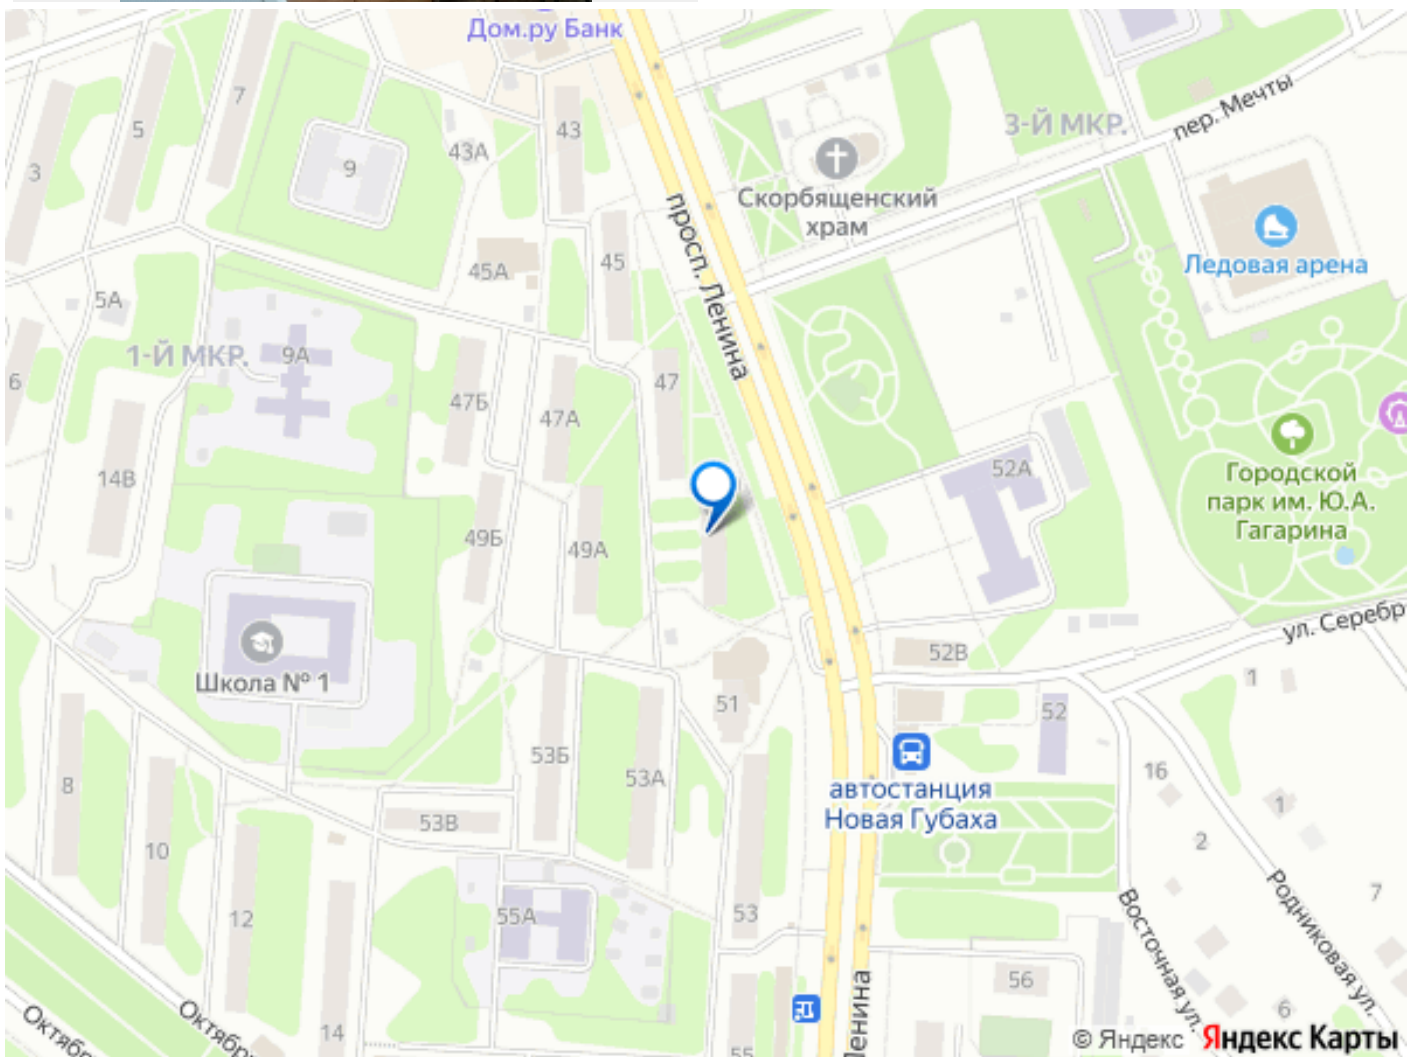 Дом.ру Банк
7
5
3
9
43А
43
3-Й МКР.
пер. Мечты
Скорбященский
храм
просп. Ленина
Ледовая арена
45А
45
5А
1-Й МКР.
9А
6
47
47Б
47А
14В
52А
Городской
парк им. Ю.А.
Гагарина
49Б
49А
Школа № 1
ул. Серебр
52В
1
51
52
53Б
53А
автостанция
Новая Губаха
16
1
2
8
10
53В
12
55А
53
7
Восточная ул.
Родниковая ул.
56
6
14
Октябр
Октябр
55
Ленина
© Яндекс Яндекс Карты